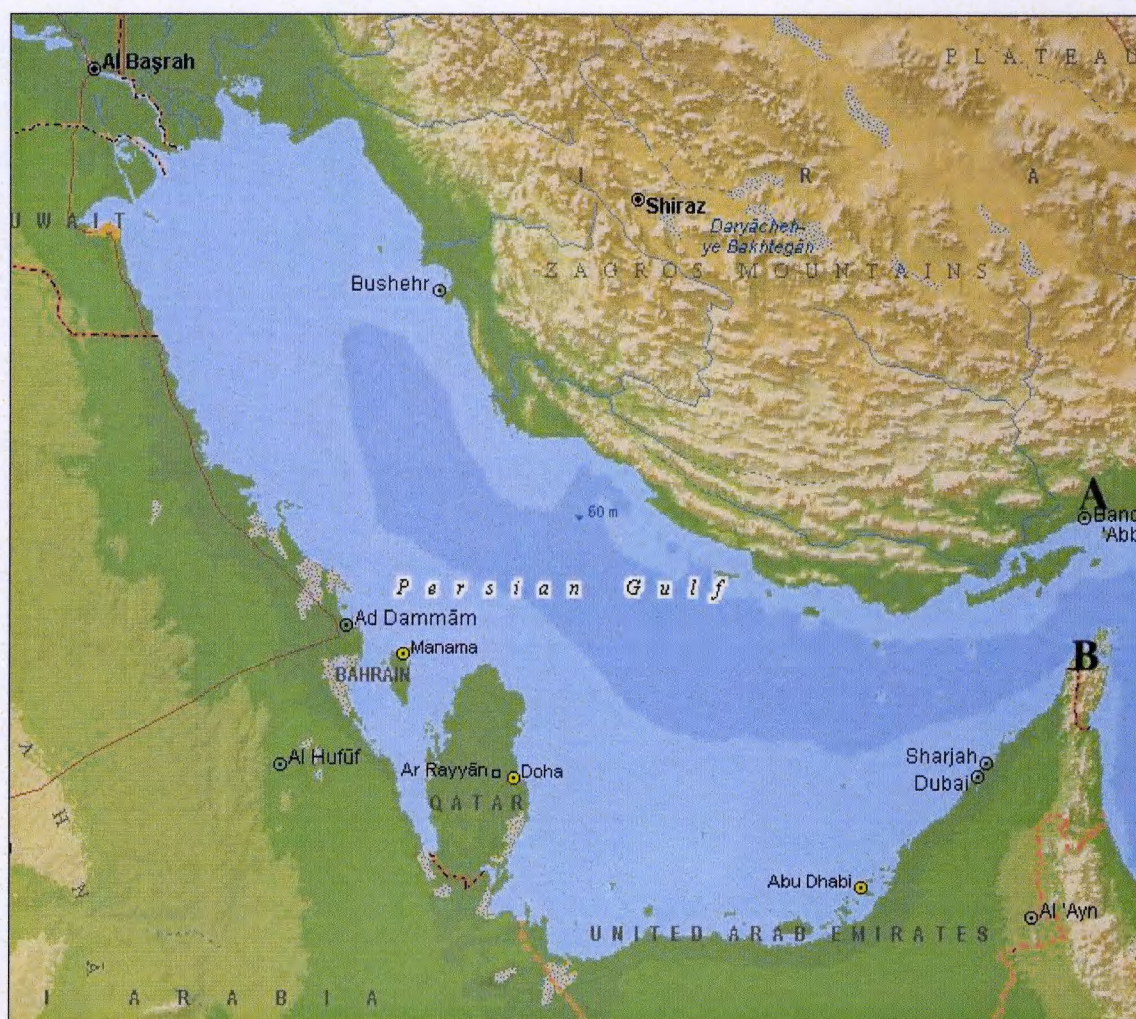 PLATEAU
Al Başrah
I R A
Shiraz
Daryācheh-
ye Bakhtegān
UWAIT
ZAGROS MOUNTAINS
Bushehr
A
60 m
Band
'Abb
Persian Gulf
Ad Dammām
Manama
B
BAHRAIN
Al Hufūf
Sharjah
Ar Rayyān
Doha
Dubai
QATAR
Abu Dhabi
Al 'Ayn
UNITED ARAB EMIRATES
I ARABIA